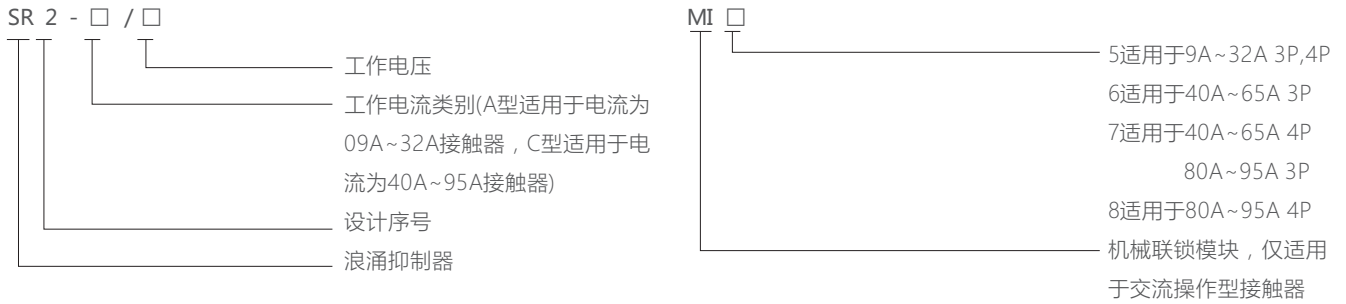 SR 2 - □ / □
工作电压
工作电流类别(A型适用于电流为
09A~32A接触器，C型适用于电
流为40A~95A接触器)
设计序号
浪涌抑制器
MI □
5适用于9A~32A 3P,4P
6适用于40A~65A 3P
7适用于40A~65A 4P
80A~95A 3P
8适用于80A~95A 4P
机械联锁模块，仅适用
于交流操作型接触器